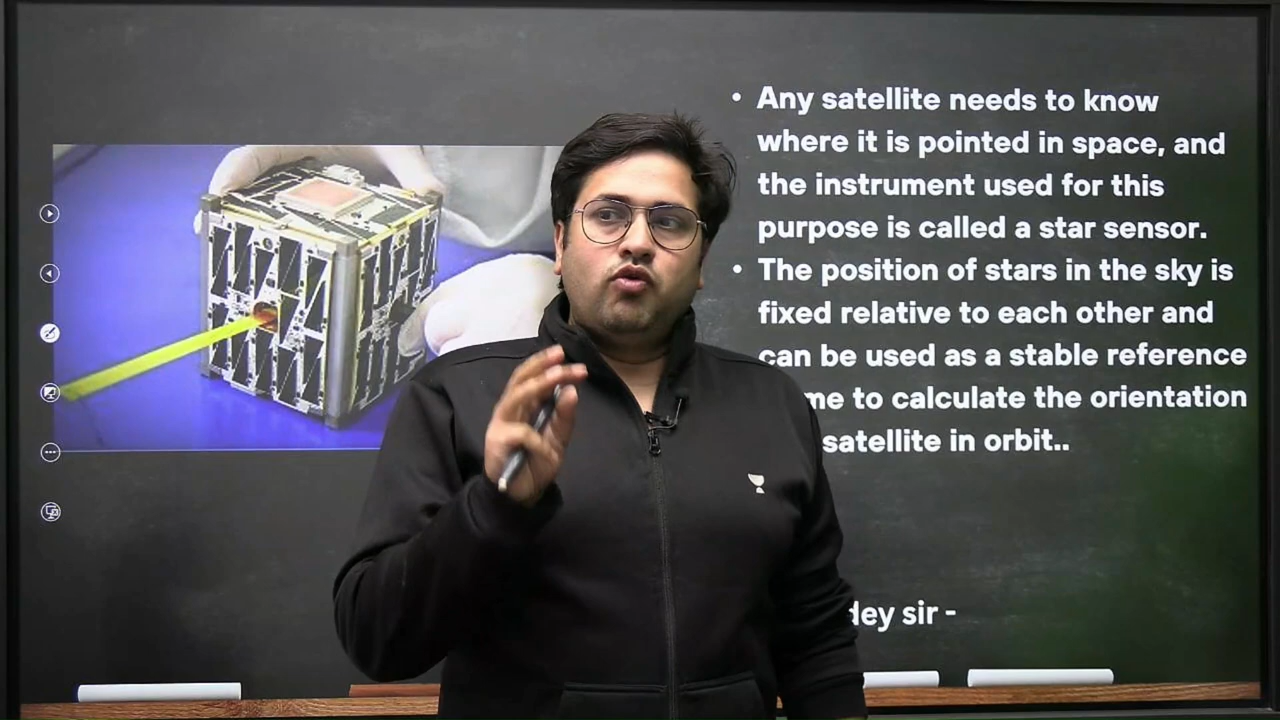 • Any satellite needs to know
where it is pointed in space, and
the instrument used for this
purpose is called a star sensor.
• The position of stars in the sky is
fixed relative to each other and
can be used as a stable reference
me to calculate the orientation
satellite in orbit..
dey sir -